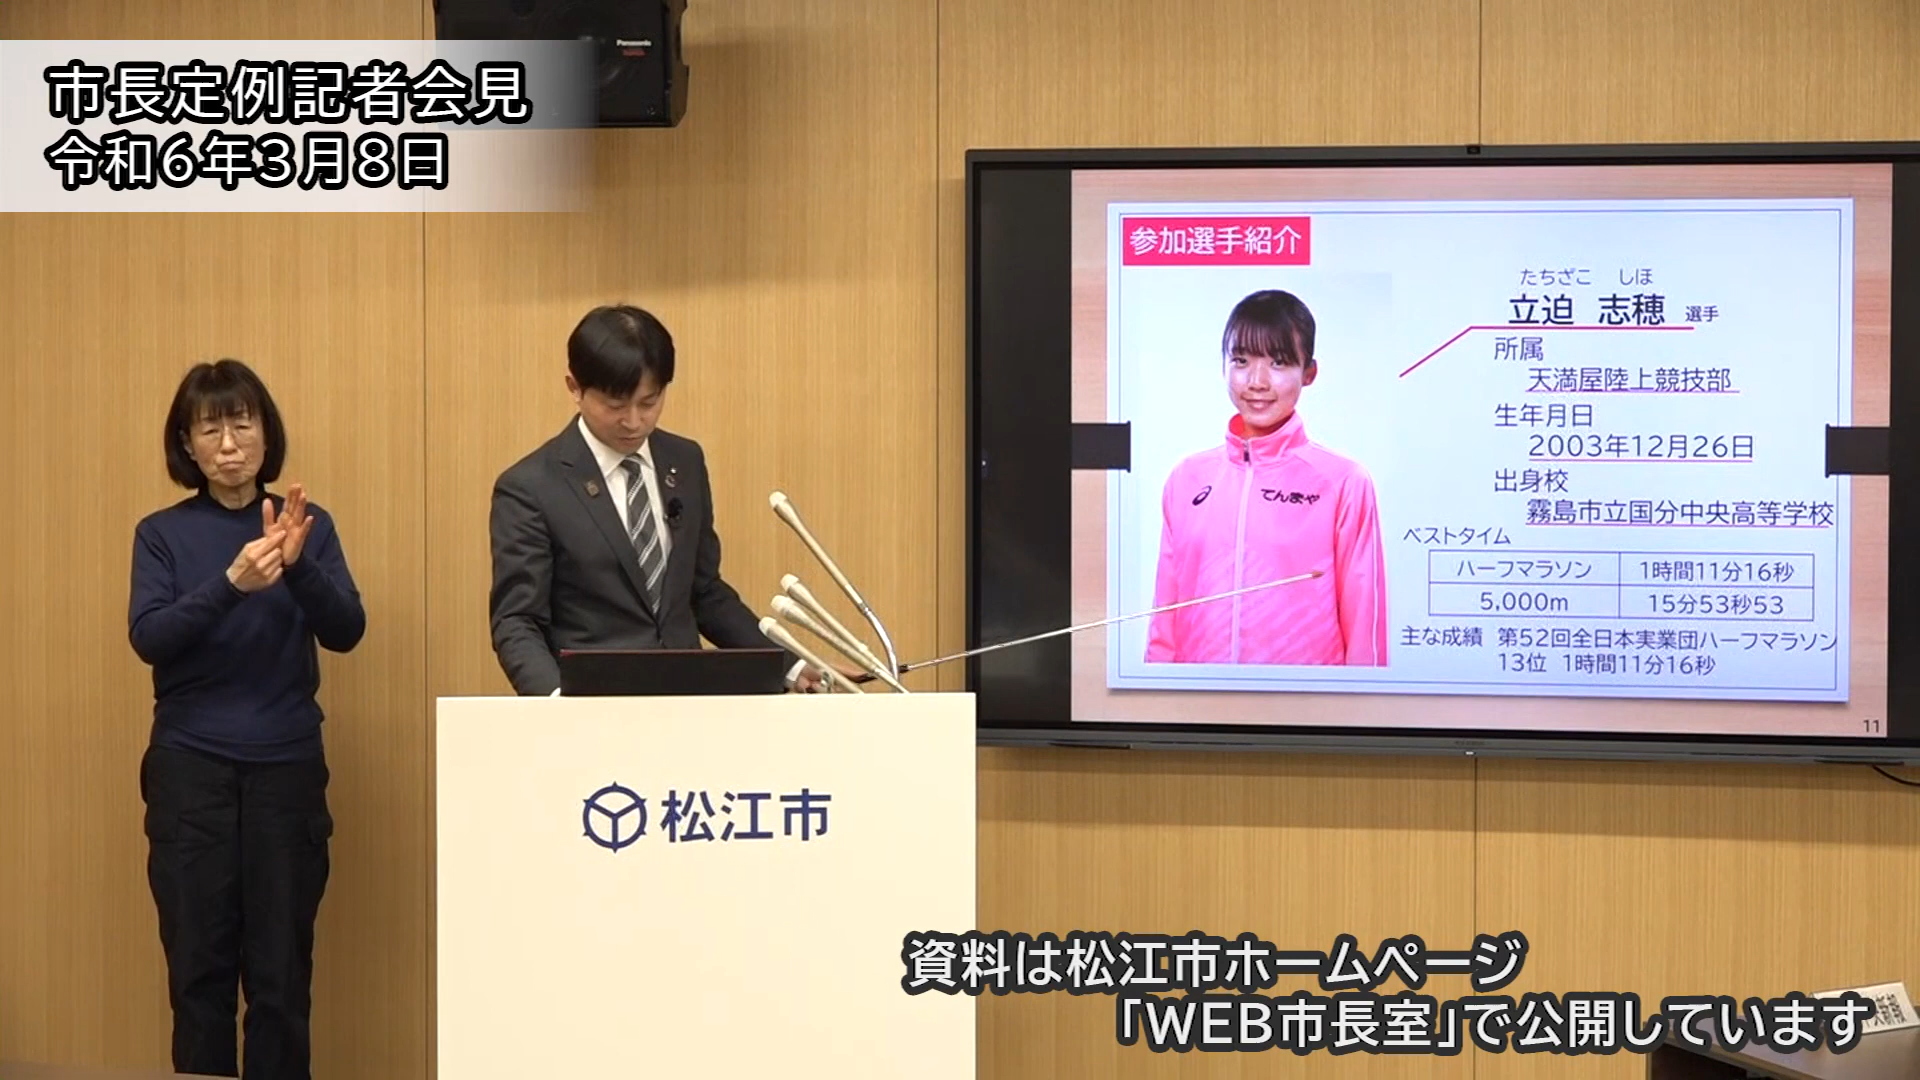 市長定例記者会見
令和6年3月8日
Panasonic
参加選手紹介
たちざこ しほ
立迫 志穂 選手
所属
天満屋陸上競技部
生年月日
2003年12月26日
出身校
霧島市立国分中央高等学校
てんまや
ベストタイム
ハーフマラソン 1時間11分16秒
5,000m 15分53秒53
主な成績 第52回全日本実業団ハーフマラソン
13位 1時間11分16秒
11
松江市
資料は松江市ホームページ
「WEB市長室」で公開しています